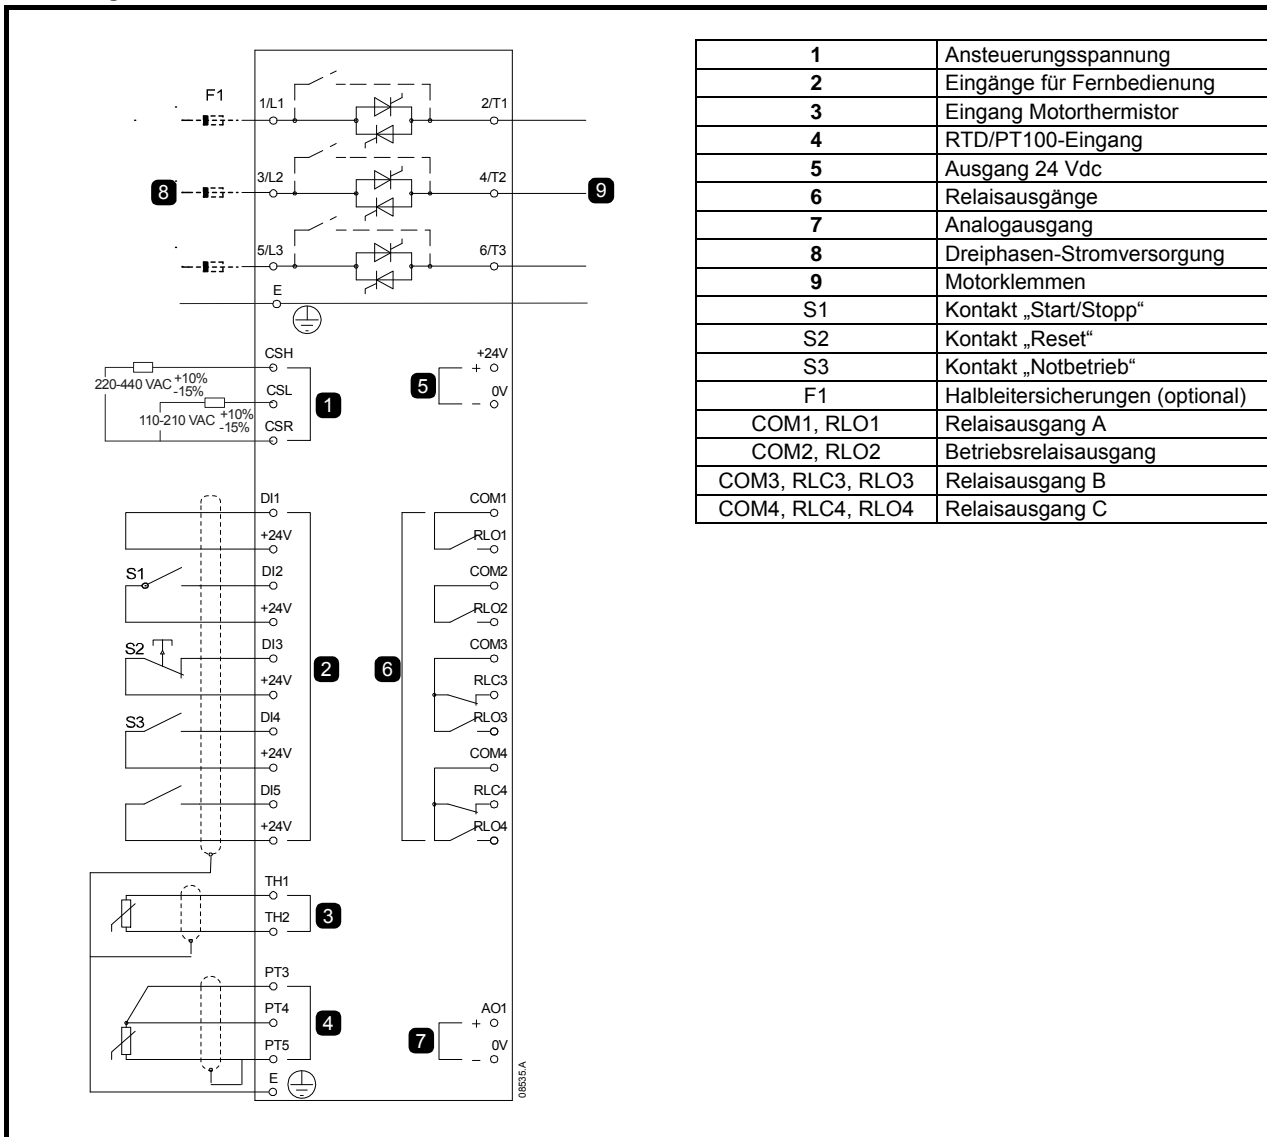 F1
1/L1
2/T1
3/L2
4/T2
8
9
5/L3
6/T3
E
CSH
220-440 VAC +10% -15%
CSL
110-210 VAC +10% -15%
CSR
1
+24V
5
+
0V
–
DI1
+24V
S1
DI2
+24V
S2
DI3
+24V
S3
DI4
+24V
DI5
+24V
2
COM1
RLO1
COM2
RLO2
COM3
RLC3
RLO3
COM4
RLC4
RLO4
6
TH1
TH2
3
PT3
PT4
PT5
4
E
AO1
7
+
0V
–
08535.A
1 Ansteuerungsspannung
2 Eingänge für Fernbedienung
3 Eingang Motorthermistor
4 RTD/PT100-Eingang
5 Ausgang 24 Vdc
6 Relaisausgänge
7 Analogausgang
8 Dreiphasen-Stromversorgung
9 Motorklemmen
S1 Kontakt „Start/Stopp“
S2 Kontakt „Reset“
S3 Kontakt „Notbetrieb“
F1 Halbleitersicherungen (optional)
COM1, RLO1 Relaisausgang A
COM2, RLO2 Betriebsrelaisausgang
COM3, RLC3, RLO3 Relaisausgang B
COM4, RLC4, RLO4 Relaisausgang C